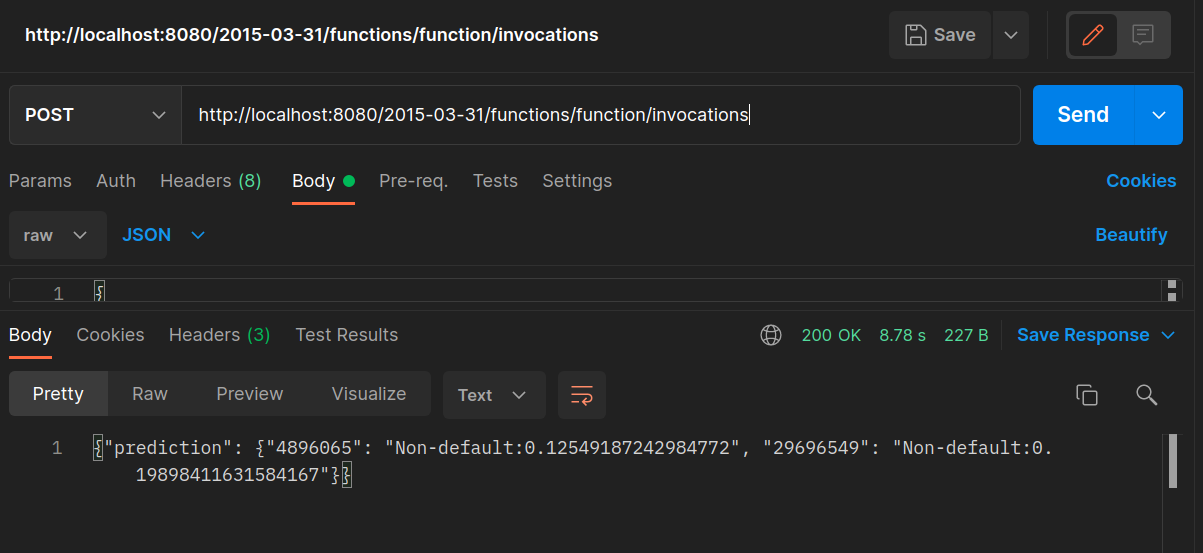 http://localhost:8080/2015-03-31/functions/function/invocations
Save
POST
http://localhost:8080/2015-03-31/functions/function/invocations
Send
Params Auth Headers (8) Body Pre-req. Tests Settings Cookies
raw JSON Beautify
1 {
Body Cookies Headers (3) Test Results 200 OK 8.78 s 227 B Save Response
Pretty Raw Preview Visualize Text
1 {"prediction": {"4896065": "Non-default:0.12549187242984772", "29696549": "Non-default:0.
19898411631584167"}}